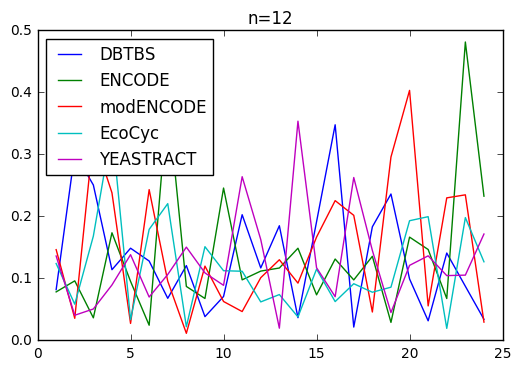 n=12
0.5
DBTBS
ENCODE
modENCODE
EcoCyc
YEASTRACT
0.4
0.3
0.2
0.1
0.0
0 5 10 15 20 25